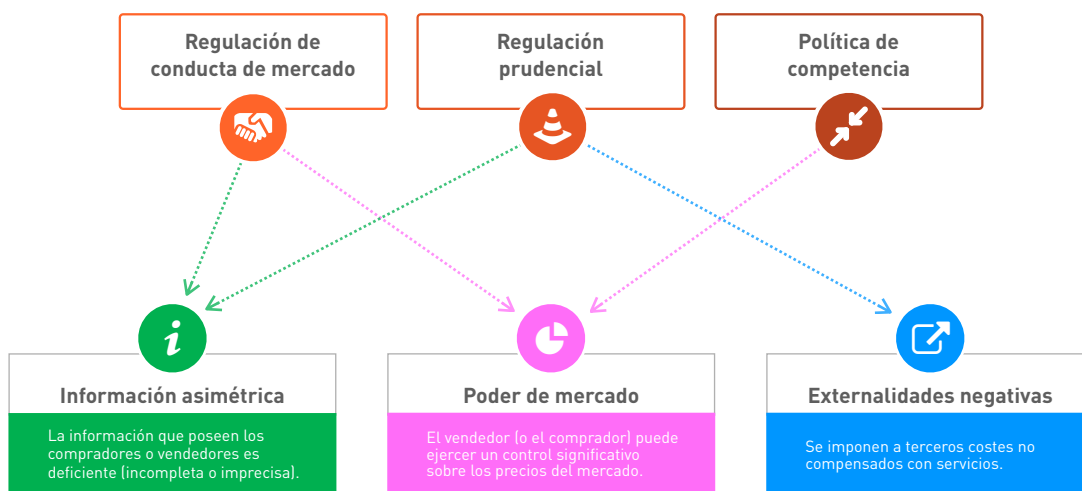 Regulación de
conducta de mercado
Regulación
prudencial
Política de
competencia
Información asimétrica
La información que poseen los
compradores o vendedores es
deficiente (incompleta o imprecisa).
Poder de mercado
El vendedor (o el comprador) puede
ejercer un control significativo
sobre los precios del mercado.
Externalidades negativas
Se imponen a terceros costes no
compensados con servicios.